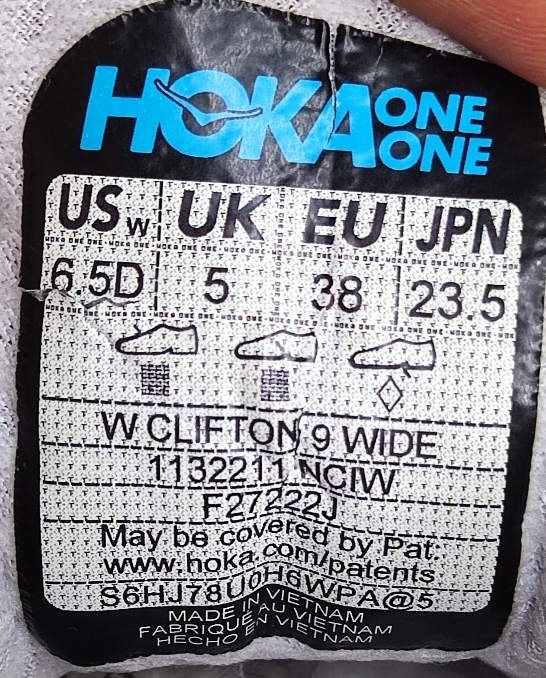 HOKA ONE ONE
US W UK EU JPN
6.5D 5 38 23.5
W CLIFTON 9 WIDE
1132211 NCIW
F27222J
May be covered by Pat:
www.hoka.com/patents
S6HJ78U0H6WPA@5
MADE IN VIETNAM
FABRIQUÉ AU VIETNAM
HECHO EN VIETNAM